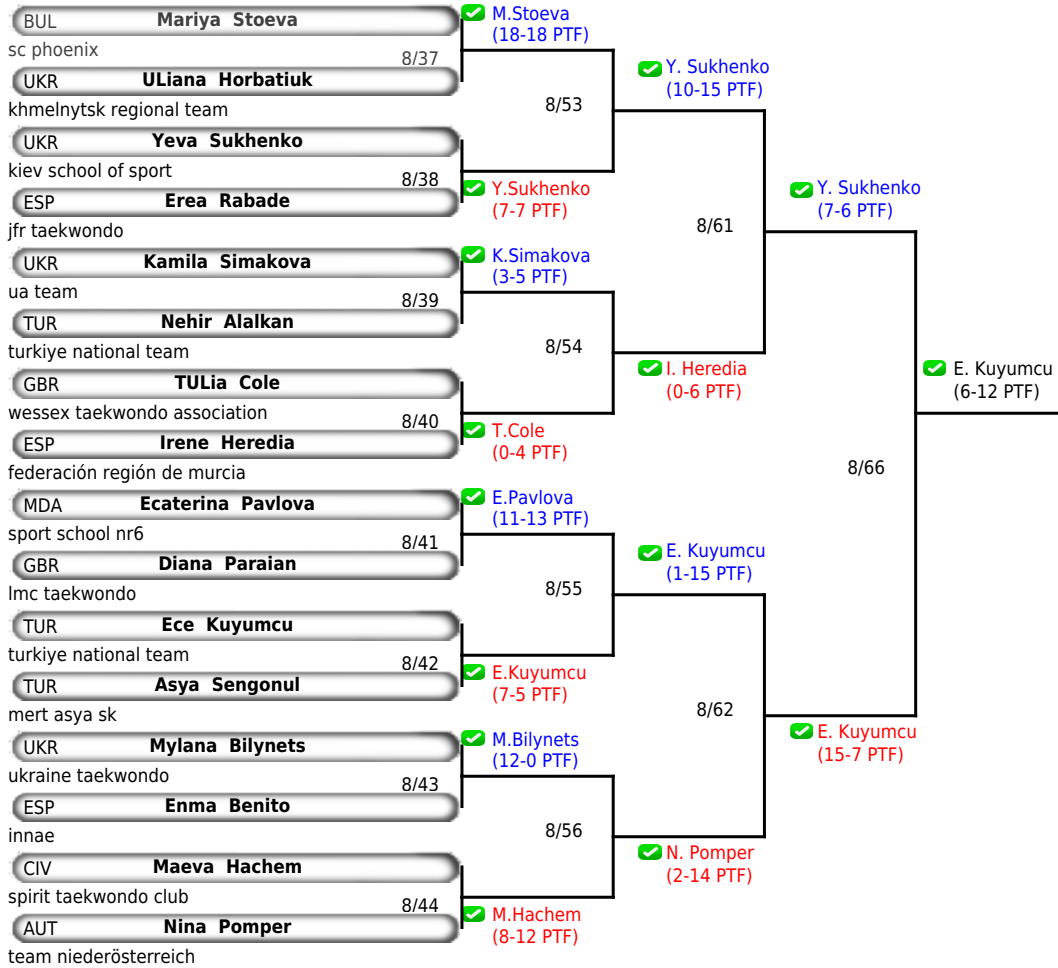 BUL Mariya Stoeva
sc phoenix
8/37
UKR ULiana Horbatiuk
khmelnytsk regional team
UKR Yeva Sukhenko
kiev school of sport
8/38
ESP Erea Rabade
jfr taekwondo
UKR Kamila Simakova
ua team
8/39
TUR Nehir Alalkan
turkiye national team
GBR TULia Cole
wessex taekwondo association
8/40
ESP Irene Heredia
federación región de murcia
MDA Ecaterina Pavlova
sport school nr6
8/41
GBR Diana Paraian
lmc taekwondo
TUR Ece Kuyumcu
turkiye national team
8/42
TUR Asya Sengonul
mert asya sk
UKR Mylana Bilynets
ukraine taekwondo
8/43
ESP Enma Benito
innae
CIV Maeva Hachem
spirit taekwondo club
8/44
AUT Nina Pomper
team niederösterreich
M.Stoeva
(18-18 PTF)
8/53
Y.Sukhenko
(7-7 PTF)
K.Simakova
(3-5 PTF)
8/54
T.Cole
(0-4 PTF)
E.Pavlova
(11-13 PTF)
8/55
E.Kuyumcu
(7-5 PTF)
M.Bilynets
(12-0 PTF)
8/56
M.Hachem
(8-12 PTF)
Y. Sukhenko
(10-15 PTF)
8/61
I. Heredia
(0-6 PTF)
E. Kuyumcu
(1-15 PTF)
8/62
N. Pomper
(2-14 PTF)
Y. Sukhenko
(7-6 PTF)
8/66
E. Kuyumcu
(15-7 PTF)
E. Kuyumcu
(6-12 PTF)